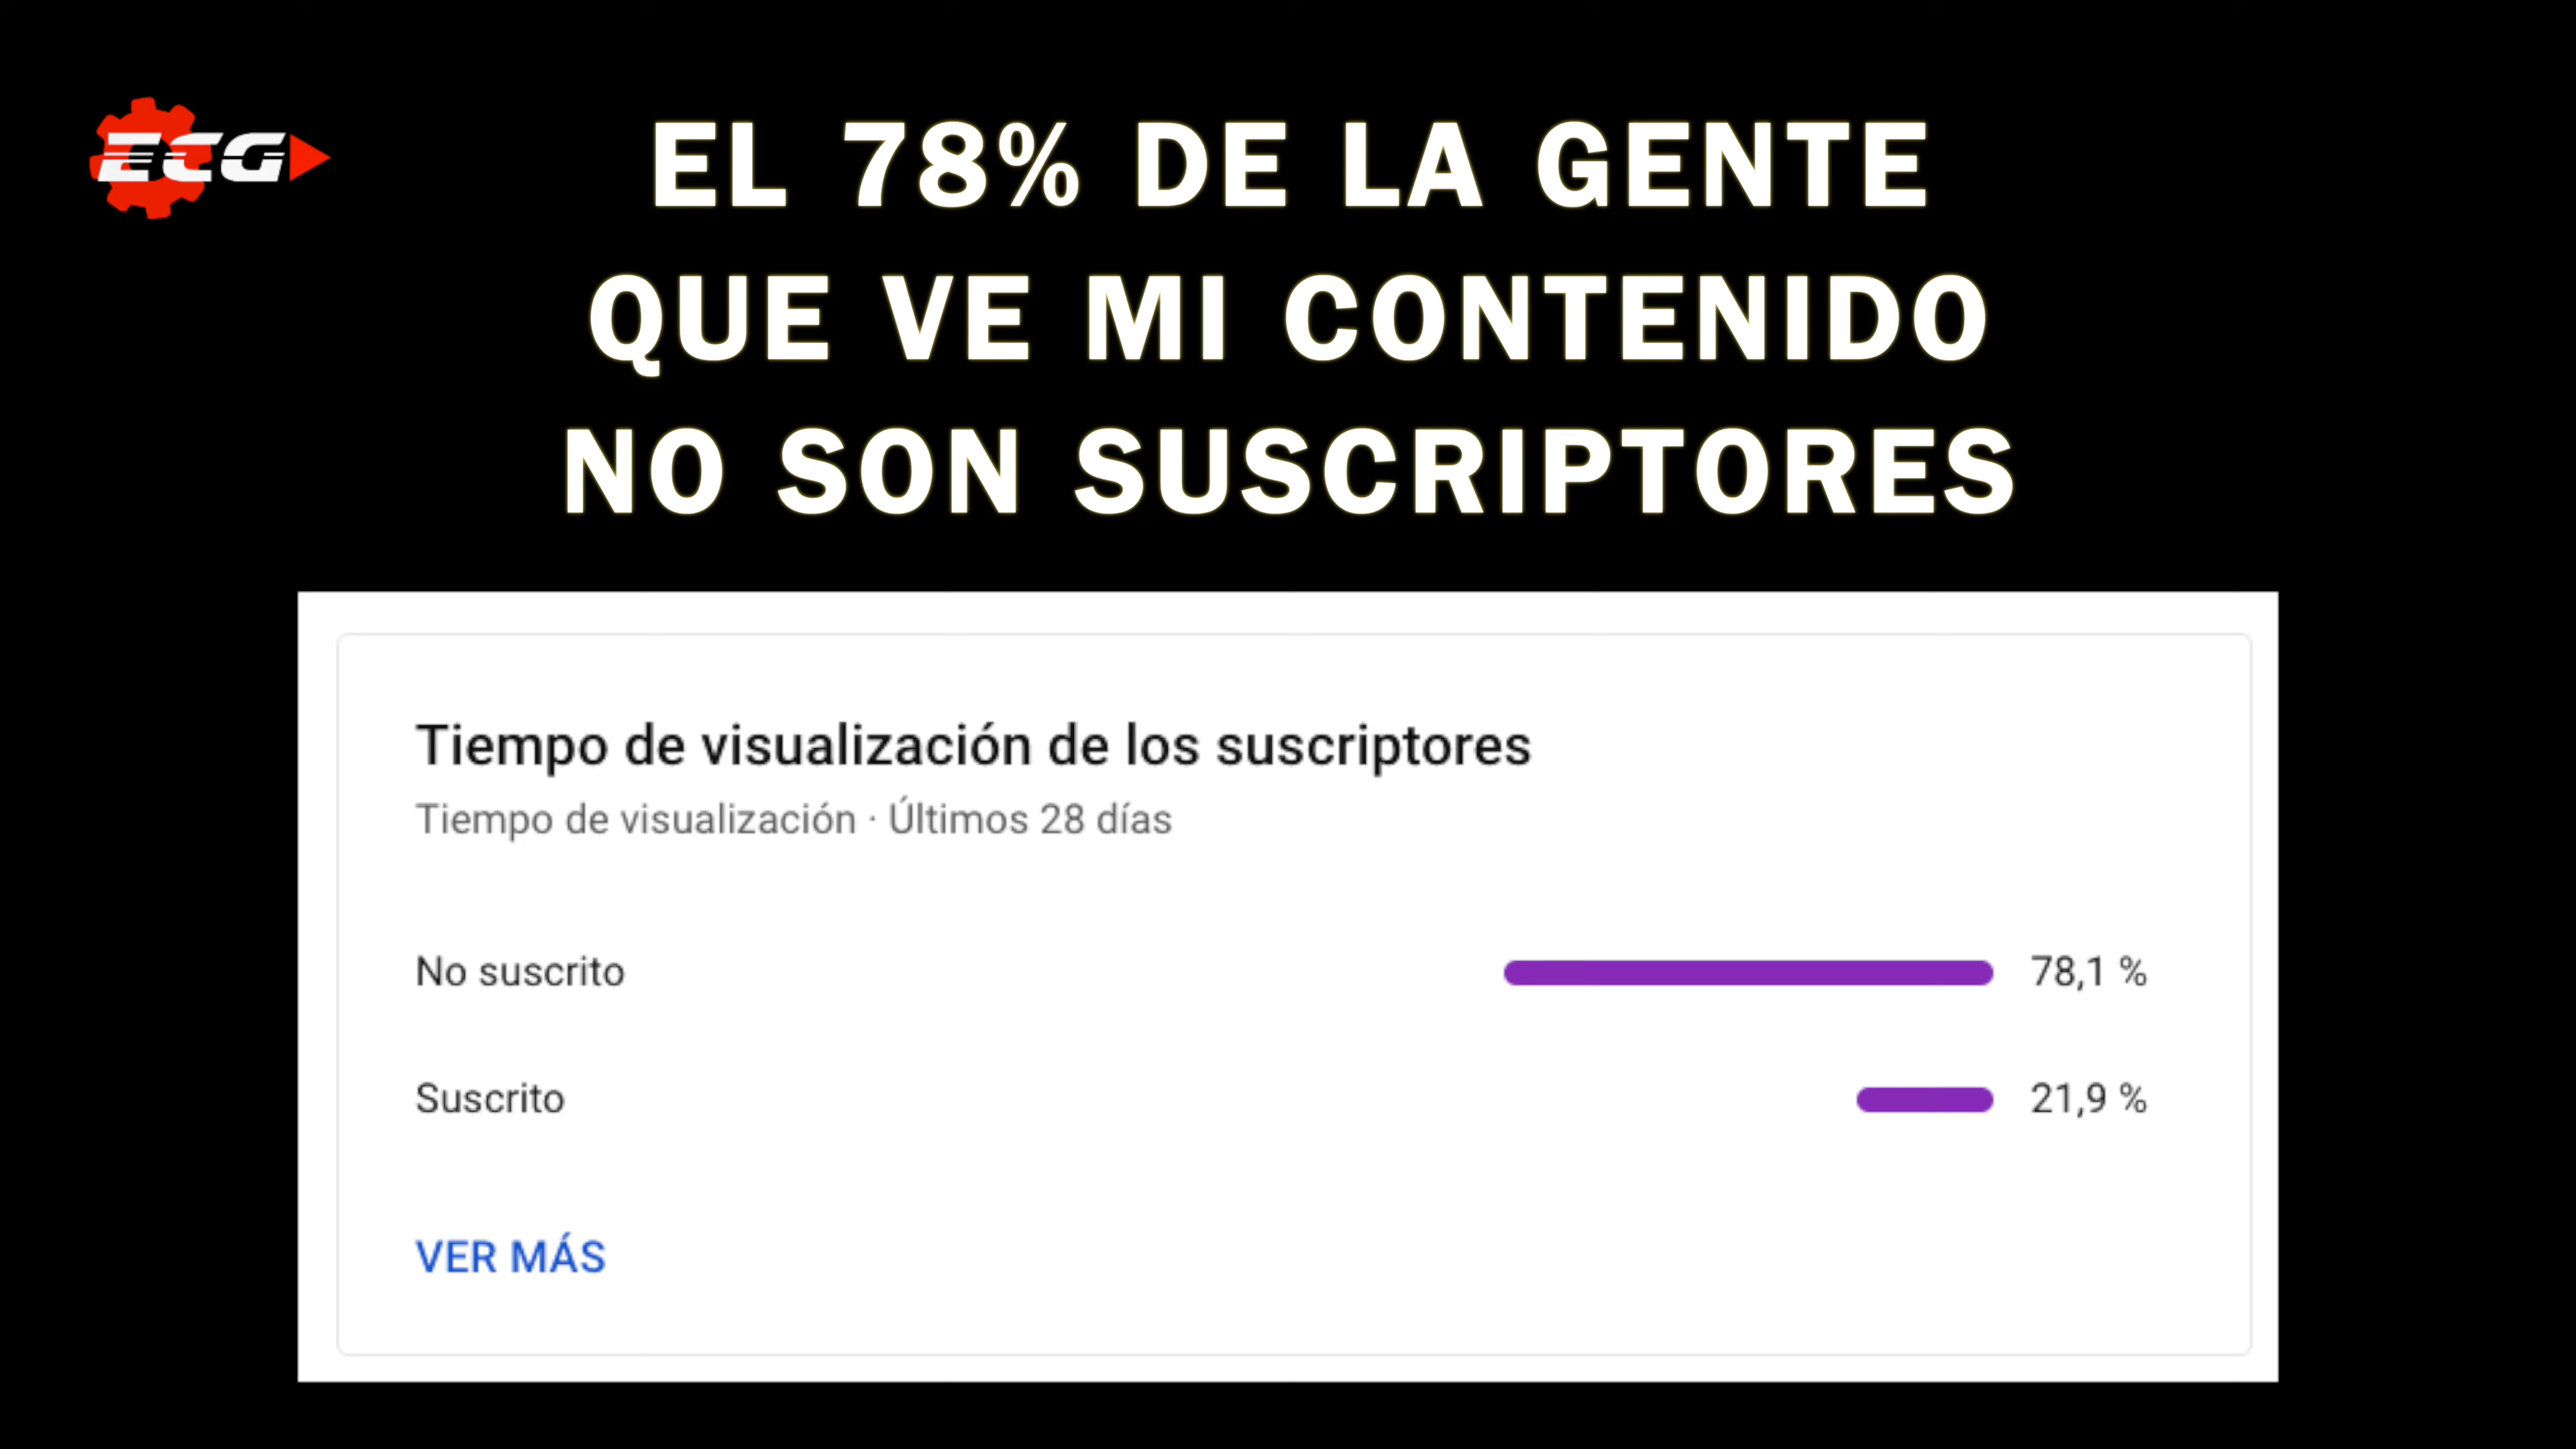 ECG
EL 78% DE LA GENTE
QUE VE MI CONTENIDO
NO SON SUSCRIPTORES
Tiempo de visualización de los suscriptores
Tiempo de visualización · Últimos 28 días
No suscrito 78,1 %
Suscrito 21,9 %
VER MÁS